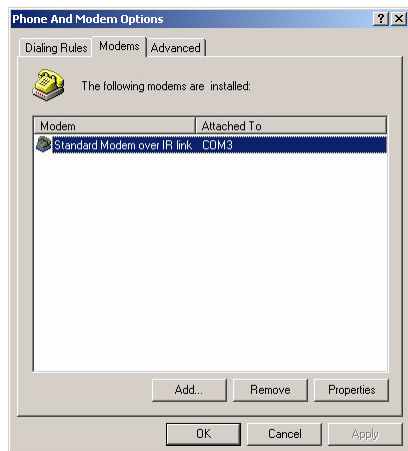 Phone And Modem Options
Dialing Rules Modems Advanced
The following modems are installed:
Modem Attached To
Standard Modem over IR link COM3
Add... Remove Properties
OK Cancel Apply